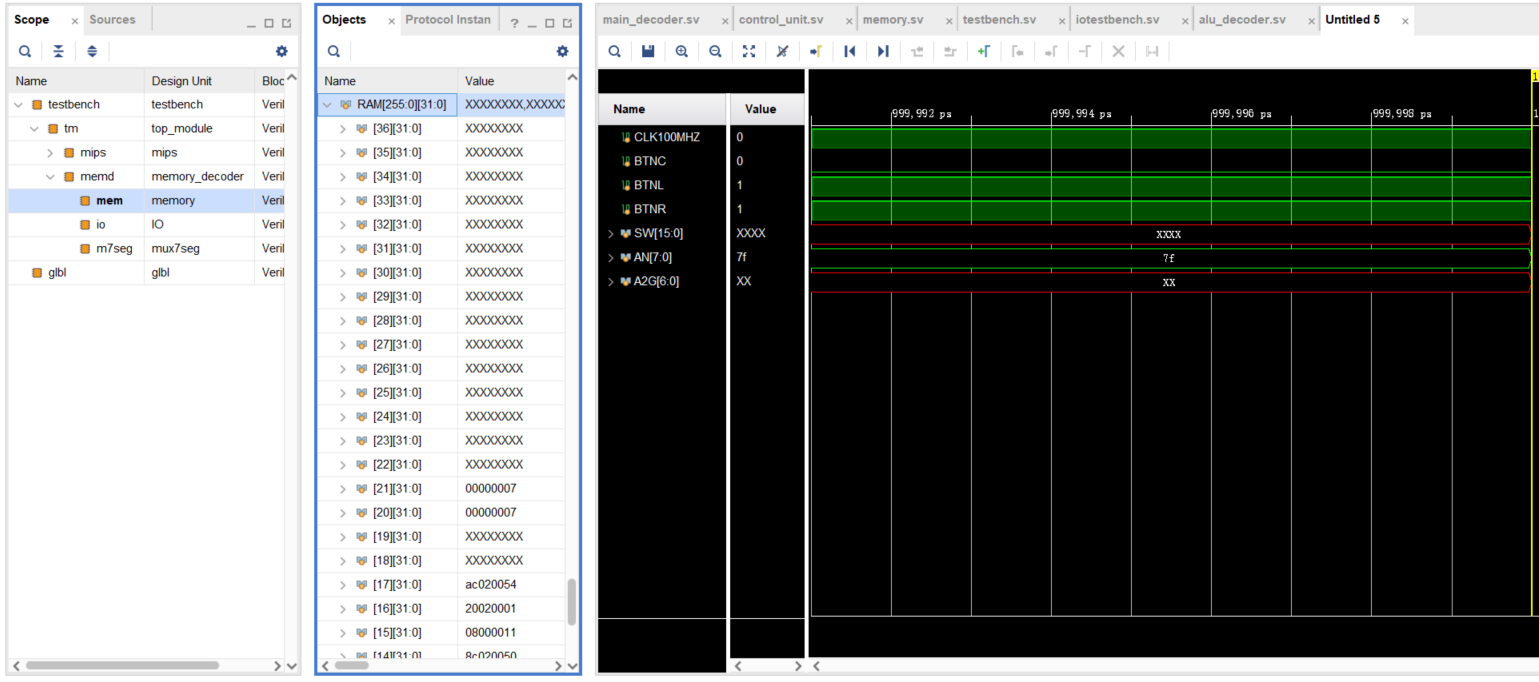 Scope × Sources
Name Design Unit Bloc
testbench testbench Veril
tm top_module Veril
mips mips Veril
memd memory_decoder Veril
mem memory Veril
io IO Veril
m7seg mux7seg Veril
glbl glbl Veril
Objects × Protocol Instan ?
Name Value
RAM[255:0][31:0] XXXXXXXX,XXXXX
[36][31:0] XXXXXXXX
[35][31:0] XXXXXXXX
[34][31:0] XXXXXXXX
[33][31:0] XXXXXXXX
[32][31:0] XXXXXXXX
[31][31:0] XXXXXXXX
[30][31:0] XXXXXXXX
[29][31:0] XXXXXXXX
[28][31:0] XXXXXXXX
[27][31:0] XXXXXXXX
[26][31:0] XXXXXXXX
[25][31:0] XXXXXXXX
[24][31:0] XXXXXXXX
[23][31:0] XXXXXXXX
[22][31:0] XXXXXXXX
[21][31:0] 00000007
[20][31:0] 00000007
[19][31:0] XXXXXXXX
[18][31:0] XXXXXXXX
[17][31:0] ac020054
[16][31:0] 20020001
[15][31:0] 08000011
[14][31:0] 8c020050
main_decoder.sv × control_unit.sv × memory.sv × testbench.sv × iotestbench.sv × alu_decoder.sv × Untitled 5 ×
1
Name Value 999,992 ps 999,994 ps 999,996 ps 999,998 ps 1
CLK100MHZ 0
BTNC 0
BTNL 1
BTNR 1
SW[15:0] XXXX XXXX
AN[7:0] 7f 7f
A2G[6:0] XX XX